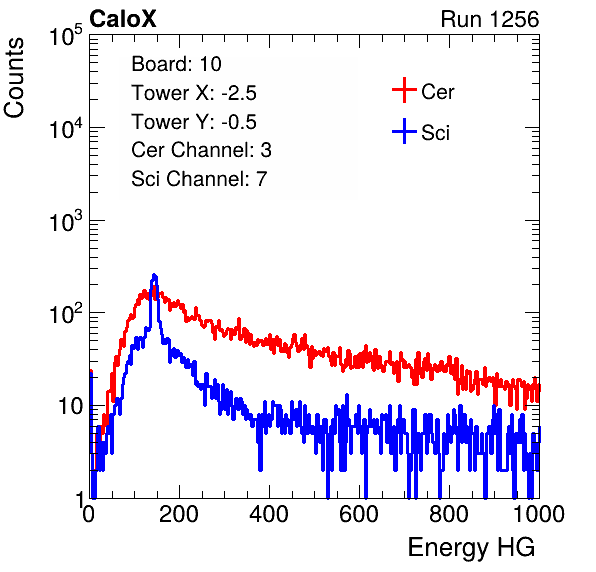 CaloX Run 1256
10^5
Counts
Board: 10
Tower X: -2.5
Tower Y: -0.5
Cer Channel: 3
Sci Channel: 7
Cer
Sci
10^4
10^3
10^2
10
1
0 200 400 600 800 1000
Energy HG